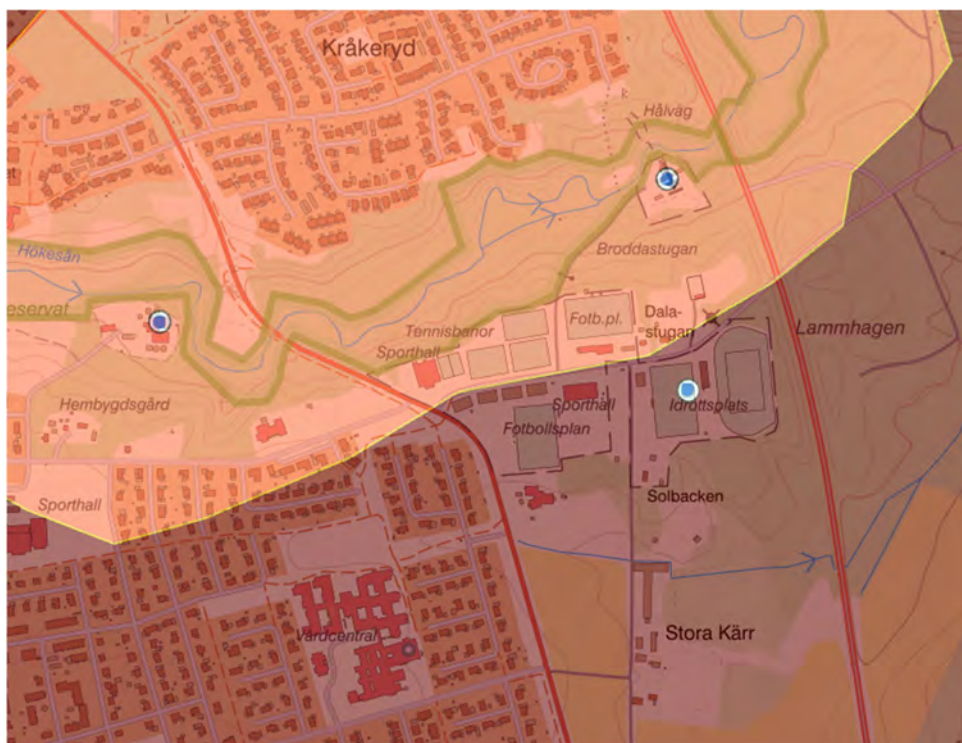 Kråkeryd
Hålväg
Hökesån
Broddastugan
eservat
Fotb.pl.
Dala-
stugan
Tennisbanor
Sporthall
Lammhagen
Hembygdsgård
Sporthall
Idrottsplats
Fotbollsplan
Sporthall
Solbacken
Stora Kärr
Vårdcentral